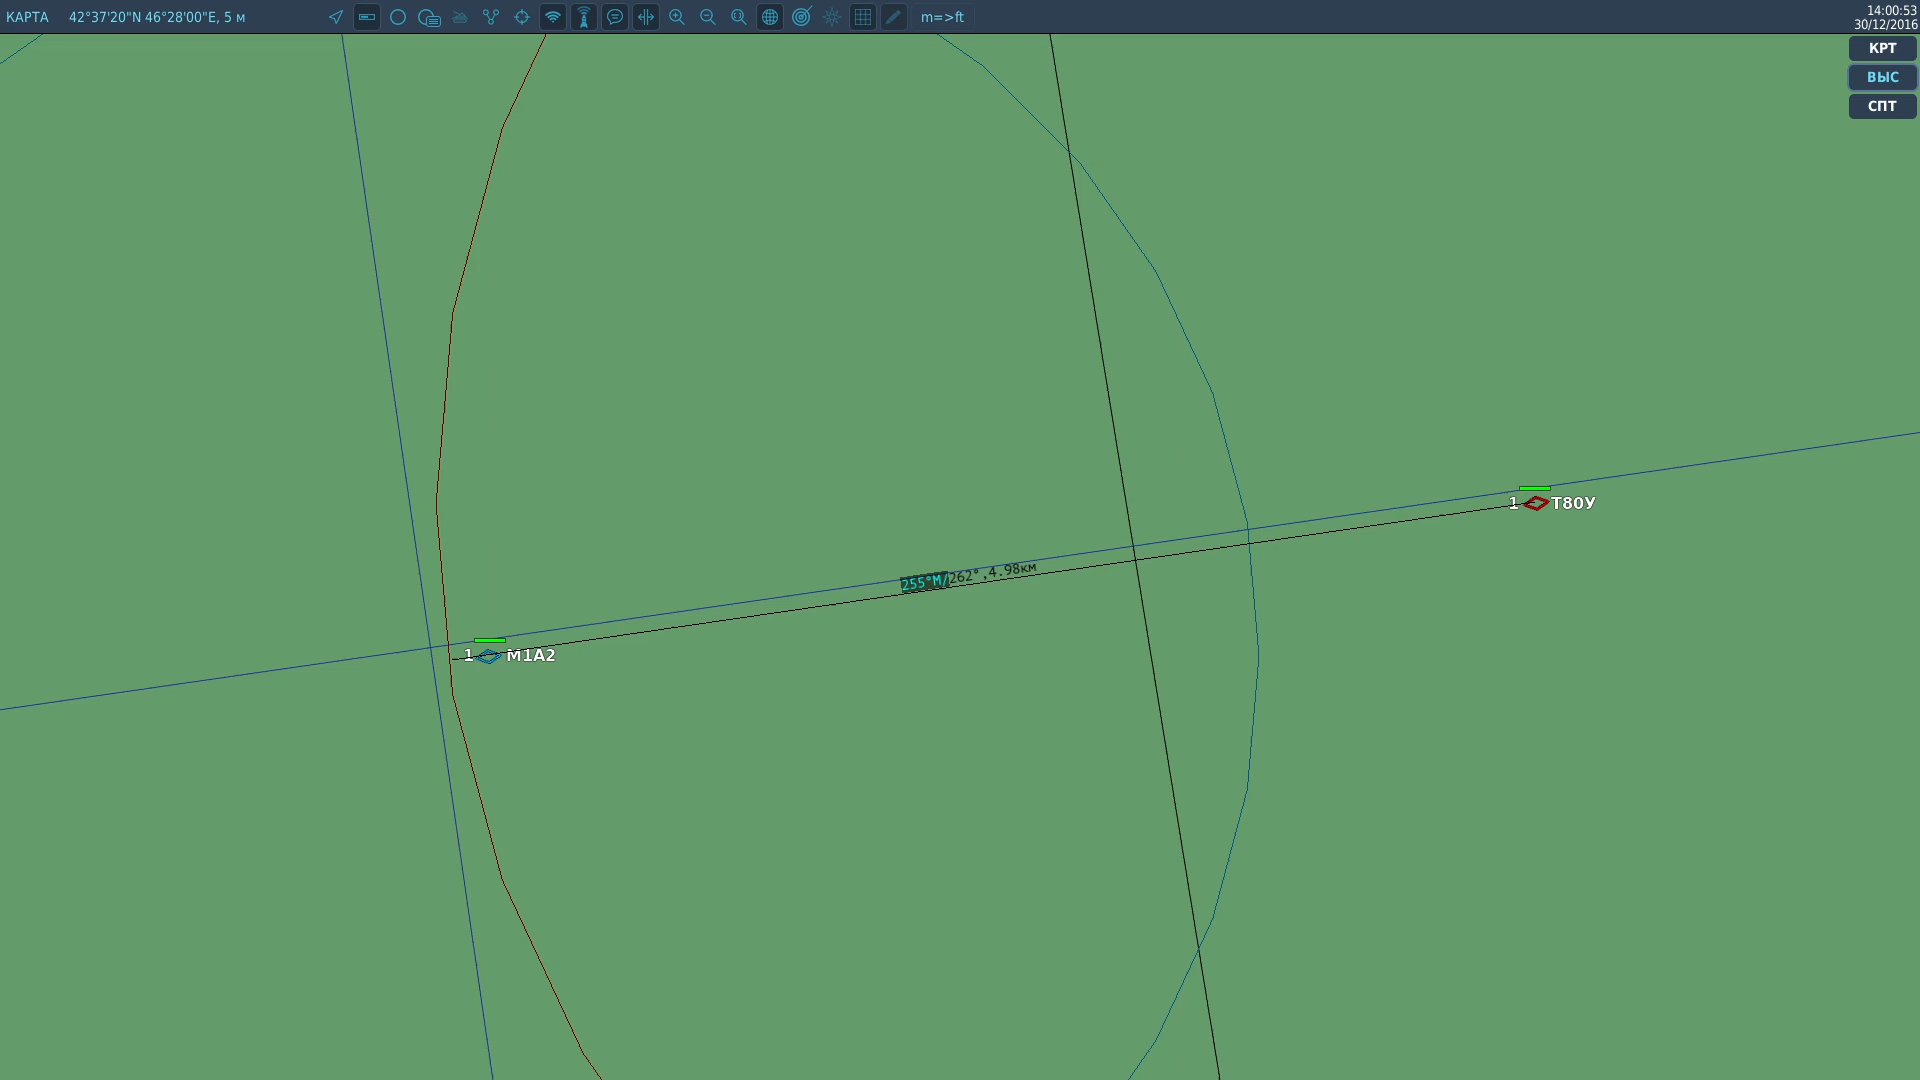 КАРТА 42°37'20"N 46°28'00"E, 5 м m=>ft 14:00:53
30/12/2016
КРТ
ВЫС
СПТ
1 Т80У
255°M/262°,4.98км
1 M1A2